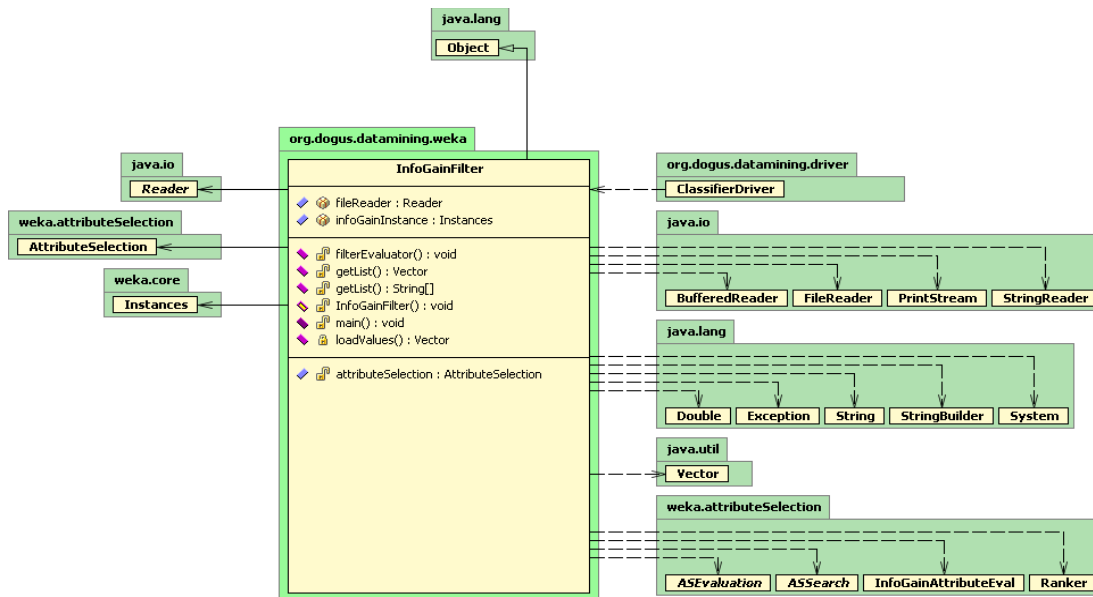 java.lang
Object
org.dogus.datamining.weka
InfoGainFilter
fileReader : Reader
infoGainInstance : Instances
filterEvaluator() : void
getList() : Vector
getList() : String[]
InfoGainFilter() : void
main() : void
loadValues() : Vector
attributeSelection : AttributeSelection
java.io
Reader
weka.attributeSelection
AttributeSelection
weka.core
Instances
org.dogus.datamining.driver
ClassifierDriver
java.io
BufferedReader FileReader PrintStream StringReader
java.lang
Double Exception String StringBuilder System
java.util
Vector
weka.attributeSelection
ASEvaluation ASSearch InfoGainAttributeEval Ranker